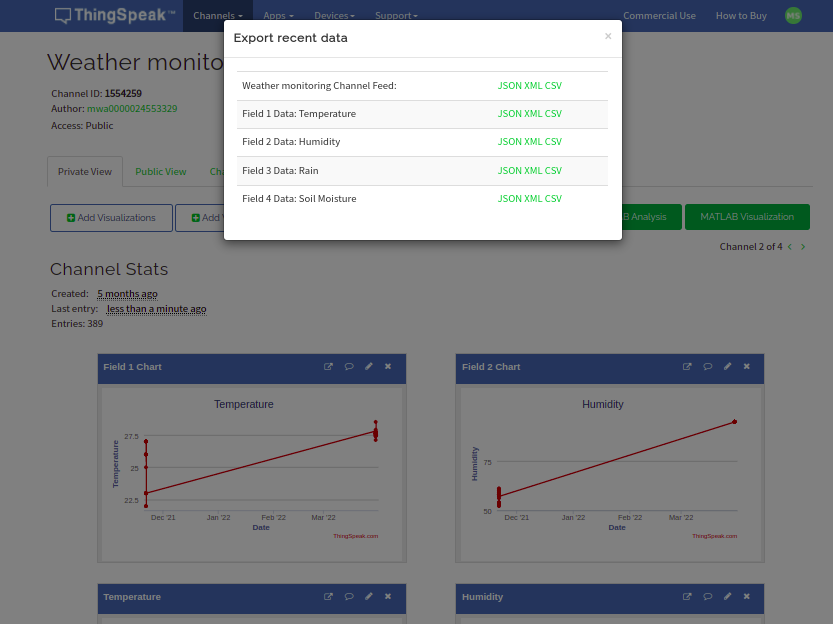 ThingSpeak™ Channels Apps Devices Support Commercial Use How to Buy MS
Export recent data ×
Weather monito
Channel ID: 1554259
Author: mwa0000024553329
Access: Public
Weather monitoring Channel Feed: JSON XML CSV
Field 1 Data: Temperature JSON XML CSV
Field 2 Data: Humidity JSON XML CSV
Field 3 Data: Rain JSON XML CSV
Field 4 Data: Soil Moisture JSON XML CSV
Private View Public View Ch
Add Visualizations Add B Analysis MATLAB Visualization
Channel 2 of 4
Channel Stats
Created: 5 months ago
Last entry: less than a minute ago
Entries: 389
Field 1 Chart
Temperature
Temperature
27.5
25
22.5
Dec '21 Jan '22 Feb '22 Mar '22
Date
ThingSpeak.com
Field 2 Chart
Humidity
Humidity
75
50
Dec '21 Jan '22 Feb '22 Mar '22
Date
ThingSpeak.com
Temperature
Humidity